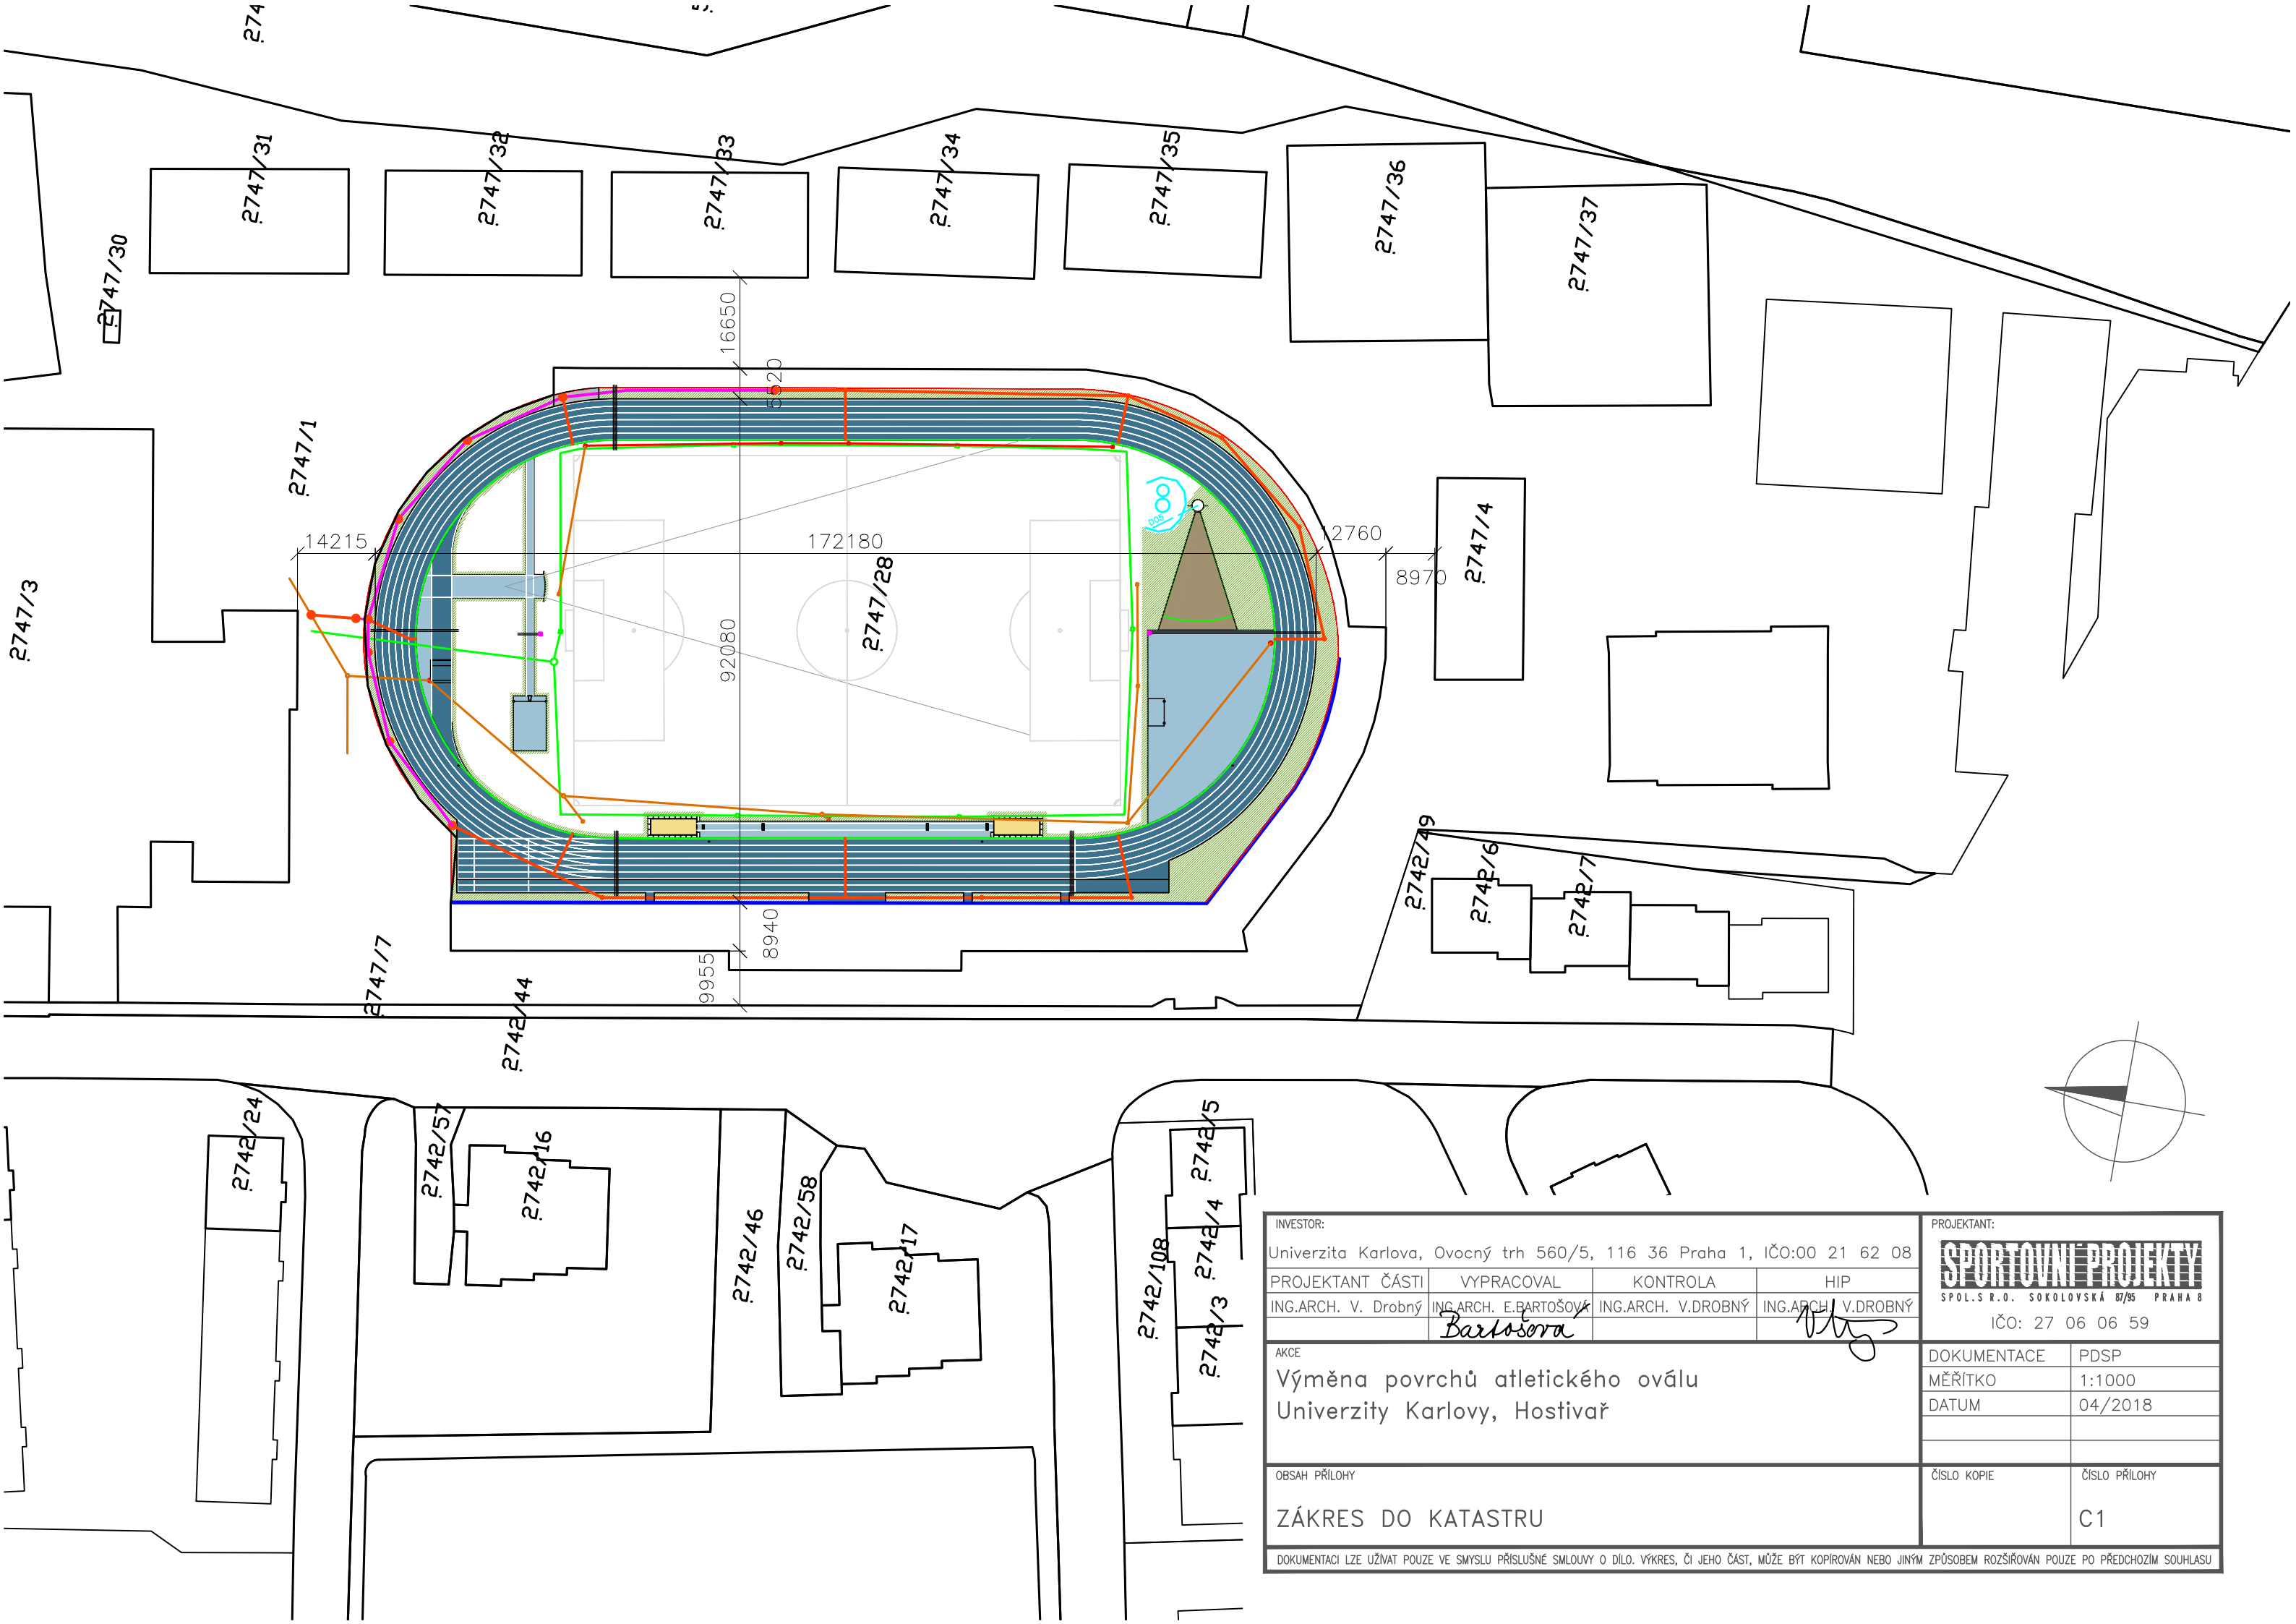 2747/31
2747/32
2747/33
2747/34
2747/35
2747/36
2747/37
2747/30
16650
5520
2747/1
14215
172180
12760
8970
2747/4
2747/28
2747/3
DOS
92080
8940
9955
2742/49
2742/6
2742/7
2747/7
2742/44
2742/24
2742/57
2742/16
2742/46
2742/58
2742/17
2742/5
2742/4
2742/108
2742/3
INVESTOR:
Univerzita Karlova, Ovocný trh 560/5, 116 36 Praha 1, IČO:00 21 62 08
PROJEKTANT ČÁSTI VYPRACOVAL KONTROLA HIP
ING.ARCH. V. Drobný ING.ARCH. E.BARTOŠOVÁ ING.ARCH. V.DROBNÝ ING.ARCH. V.DROBNÝ
Bartošová
PROJEKTANT:
SPORTOVNÍ PROJEKTY
SPOL.S R.O. SOKOLOVSKÁ 87/95 PRAHA 8
IČO: 27 06 06 59
AKCE
Výměna povrchů atletického oválu
Univerzity Karlovy, Hostivař
DOKUMENTACE PDSP
MĚŘÍTKO 1:1000
DATUM 04/2018
OBSAH PŘÍLOHY
ZÁKRES DO KATASTRU
ČÍSLO KOPIE ČÍSLO PŘÍLOHY
C1
DOKUMENTACI LZE UŽÍVAT POUZE VE SMYSLU PŘÍSLUŠNÉ SMLOUVY O DÍLO. VÝKRES, ČI JEHO ČÁST, MŮŽE BÝT KOPÍROVÁN NEBO JINÝM ZPŮSOBEM ROZŠIŘOVÁN POUZE PO PŘEDCHOZÍM SOUHLASU